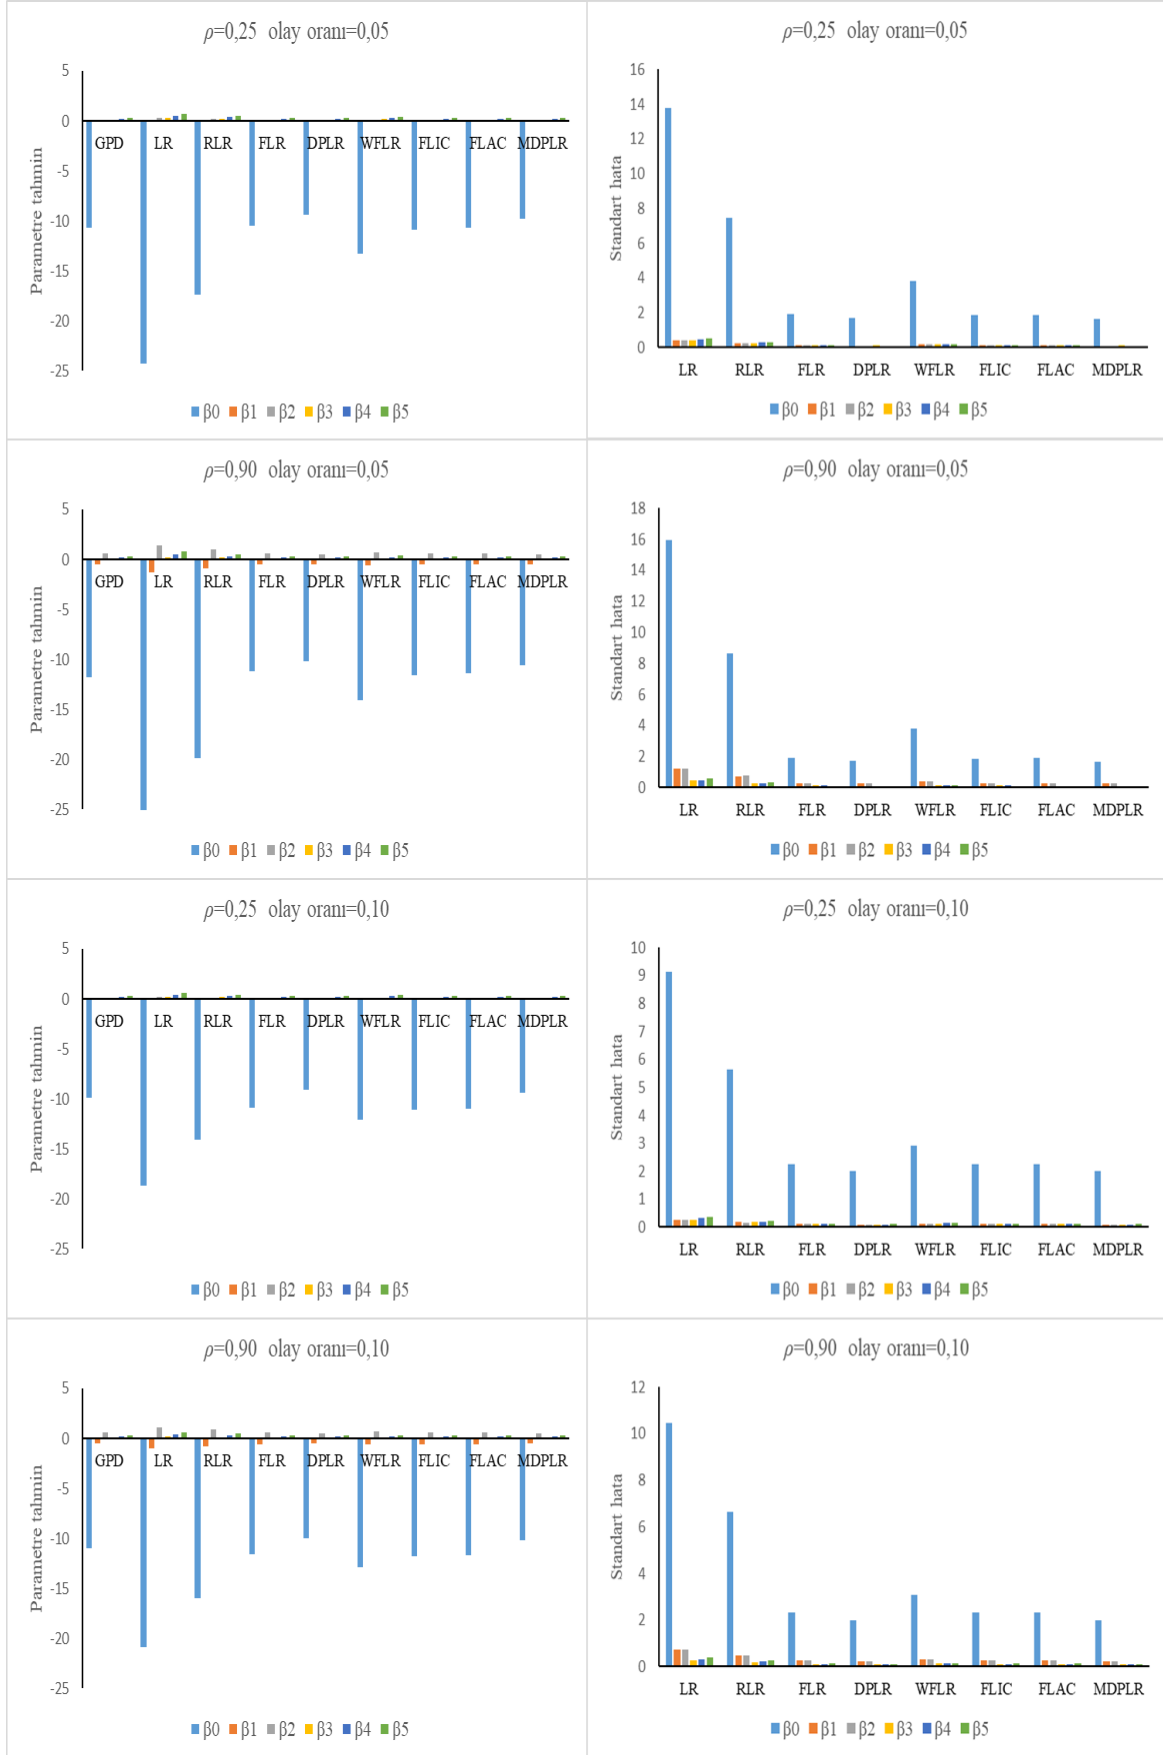 ρ=0,25 olay oranı=0,05
Parametre tahmin
5
0
-5
-10
-15
-20
-25
GPD LR RLR FLR DPLR WFLR FLIC FLAC MDPLR
β0 β1 β2 β3 β4 β5
ρ=0,25 olay oranı=0,05
Standart hata
16
14
12
10
8
6
4
2
0
LR RLR FLR DPLR WFLR FLIC FLAC MDPLR
β0 β1 β2 β3 β4 β5
ρ=0,90 olay oranı=0,05
Parametre tahmin
5
0
-5
-10
-15
-20
-25
GPD LR RLR FLR DPLR WFLR FLIC FLAC MDPLR
β0 β1 β2 β3 β4 β5
ρ=0,90 olay oranı=0,05
Standart hata
18
16
14
12
10
8
6
4
2
0
LR RLR FLR DPLR WFLR FLIC FLAC MDPLR
β0 β1 β2 β3 β4 β5
ρ=0,25 olay oranı=0,10
Parametre tahmin
5
0
-5
-10
-15
-20
-25
GPD LR RLR FLR DPLR WFLR FLIC FLAC MDPLR
β0 β1 β2 β3 β4 β5
ρ=0,25 olay oranı=0,10
Standart hata
10
9
8
7
6
5
4
3
2
1
0
LR RLR FLR DPLR WFLR FLIC FLAC MDPLR
β0 β1 β2 β3 β4 β5
ρ=0,90 olay oranı=0,10
Parametre tahmin
5
0
-5
-10
-15
-20
-25
GPD LR RLR FLR DPLR WFLR FLIC FLAC MDPLR
β0 β1 β2 β3 β4 β5
ρ=0,90 olay oranı=0,10
Standart hata
12
10
8
6
4
2
0
LR RLR FLR DPLR WFLR FLIC FLAC MDPLR
β0 β1 β2 β3 β4 β5